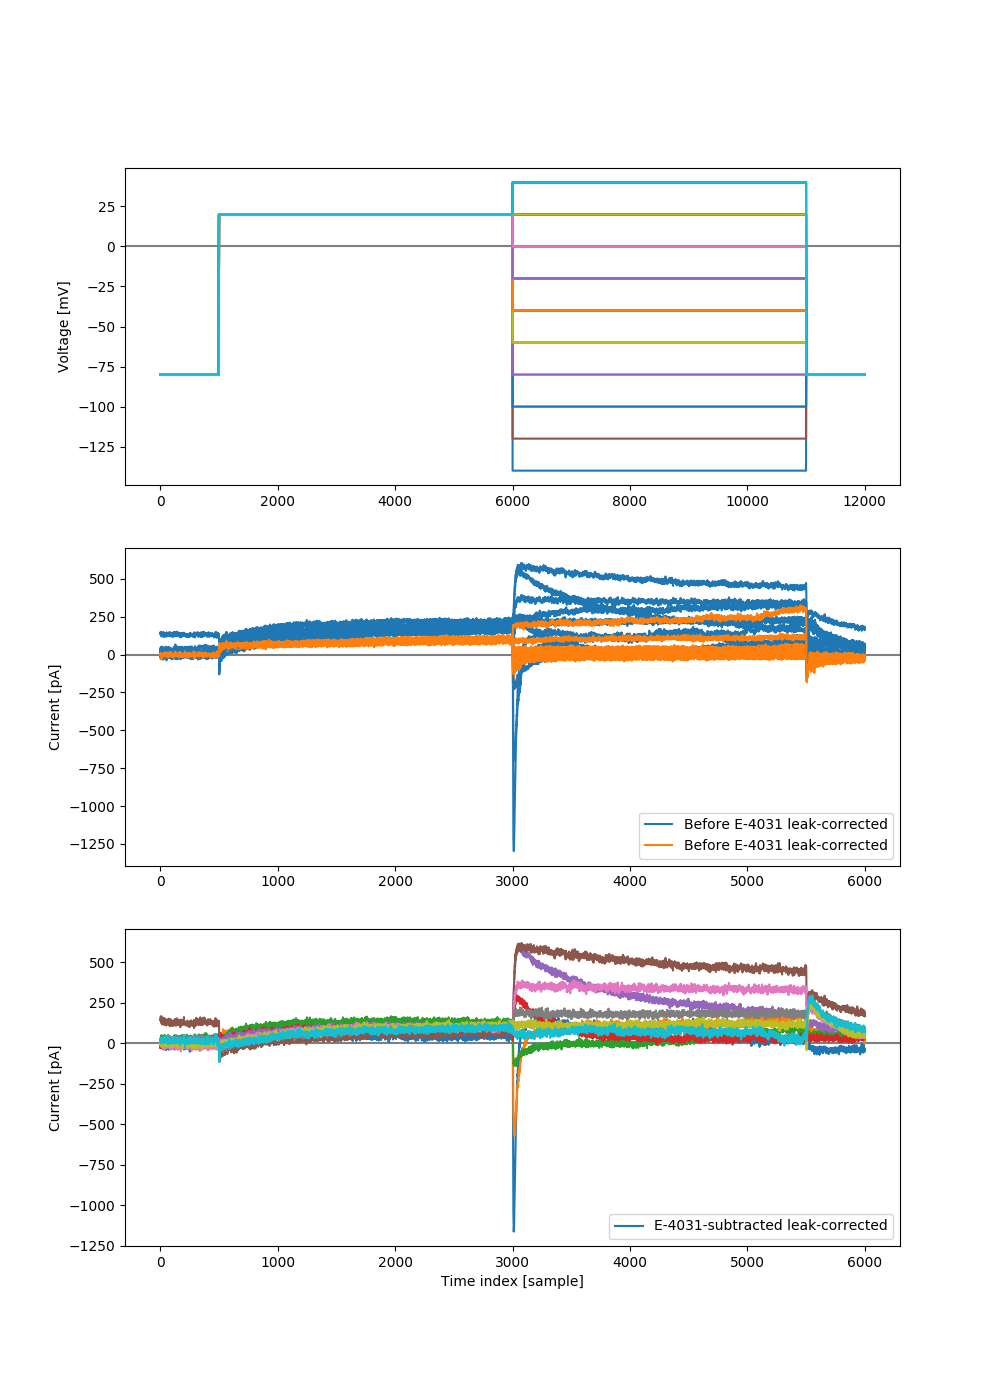 25
0
−25
−50
−75
−100
−125
Voltage [mV]
0 2000 4000 6000 8000 10000 12000
500
250
0
−250
−500
−750
−1000
−1250
Current [pA]
Before E-4031 leak-corrected
Before E-4031 leak-corrected
0 1000 2000 3000 4000 5000 6000
500
250
0
−250
−500
−750
−1000
−1250
Current [pA]
E-4031-subtracted leak-corrected
0 1000 2000 3000 4000 5000 6000
Time index [sample]